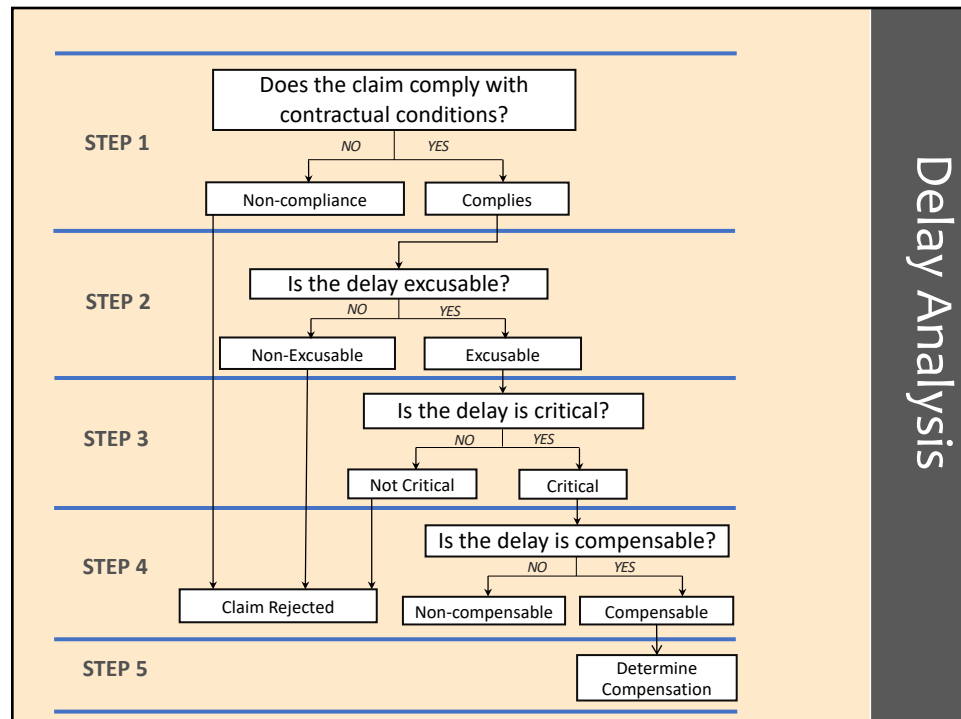 Does the claim comply with
contractual conditions?
STEP 1
NO
YES
Non-compliance
Complies
Is the delay excusable?
STEP 2
NO
YES
Non-Excusable
Excusable
Is the delay is critical?
STEP 3
NO
YES
Not Critical
Critical
Is the delay is compensable?
STEP 4
NO
YES
Claim Rejected
Non-compensable
Compensable
STEP 5
Determine
Compensation
Delay Analysis